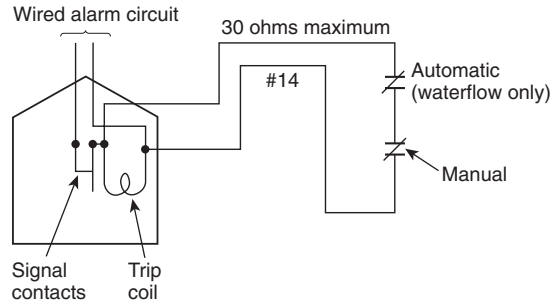 Wired alarm circuit
30 ohms maximum
#14
Automatic
(waterflow only)
Manual
Signal
contacts
Trip
coil